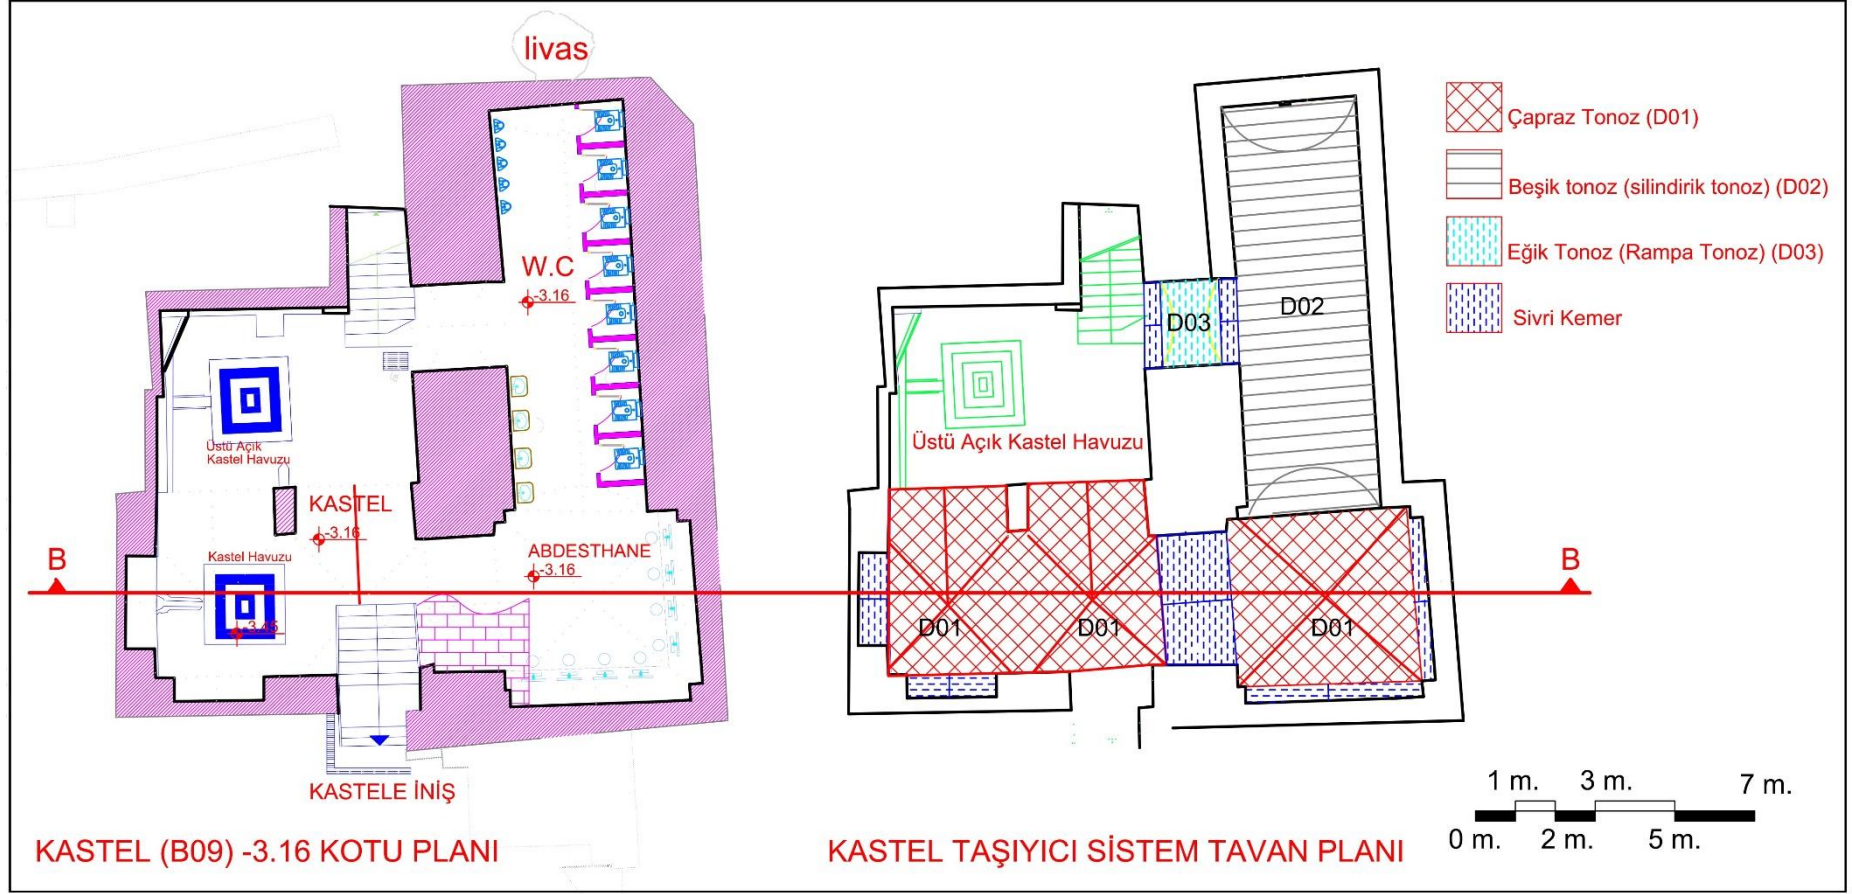 livas
W.C
-3.16
Üstü Açık
Kastel Havuzu
KASTEL
-3.16
Kastel Havuzu
ABDESTHANE
-3.16
B
-3.45
KASTELE İNİŞ
KASTEL (B09) -3.16 KOTU PLANI
D03
D02
Üstü Açık Kastel Havuzu
D01
D01
D01
B
KASTEL TAŞIYICI SİSTEM TAVAN PLANI
Çapraz Tonoz (D01)
Beşik tonoz (silindirik tonoz) (D02)
Eğik Tonoz (Rampa Tonoz) (D03)
Sivri Kemer
1 m. 3 m. 7 m.
0 m. 2 m. 5 m.